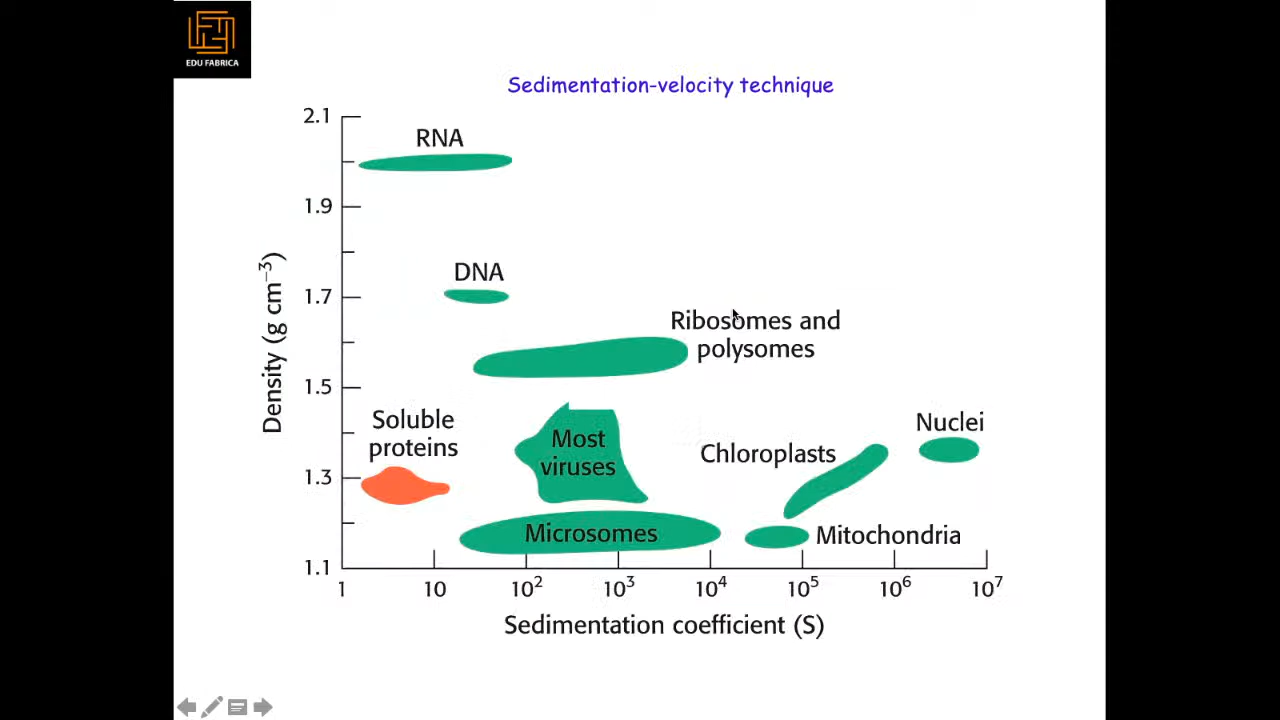 EDU FABRICA
Sedimentation-velocity technique
2.1
RNA
1.9
DNA
1.7
Ribosomes and
polysomes
Density (g cm⁻³)
1.5
Soluble
proteins
Most
viruses
Chloroplasts
Nuclei
1.3
Microsomes
Mitochondria
1.1
1 10 10² 10³ 10⁴ 10⁵ 10⁶ 10⁷
Sedimentation coefficient (S)